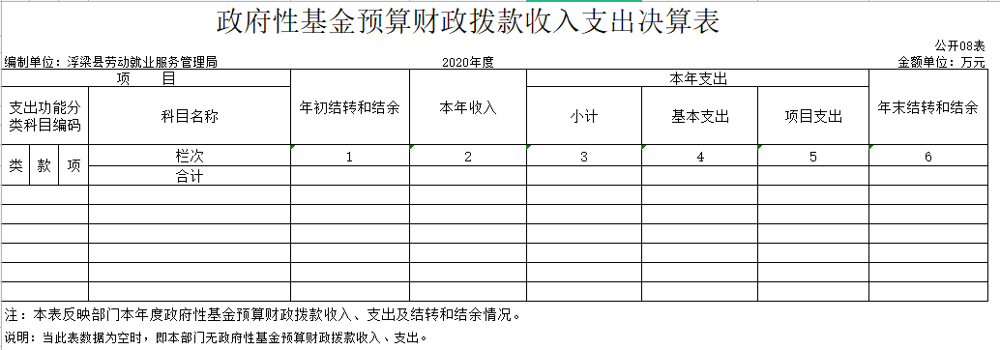 政府性基金预算财政拨款收入支出决算表
公开08表
编制单位：浮梁县劳动就业服务管理局 2020年度 金额单位：万元
项 目 年初结转和结余 本年收入 本年支出 年末结转和结余
支出功能分类科目编码 科目名称 小计 基本支出 项目支出
类 款 项 栏次 1 2 3 4 5 6
合计
注：本表反映部门本年度政府性基金预算财政拨款收入、支出及结转和结余情况。
说明：当此表数据为空时，即本部门无政府性基金预算财政拨款收入、支出。